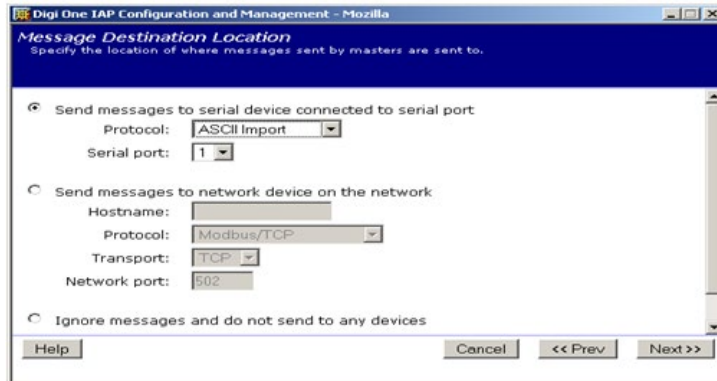 Digi One IAP Configuration and Management - Mozilla
Message Destination Location
Specify the location of where messages sent by masters are sent to.
Send messages to serial device connected to serial port
Protocol: ASCII Import
Serial port: 1
Send messages to network device on the network
Hostname:
Protocol: Modbus/TCP
Transport: TCP
Network port: 502
Ignore messages and do not send to any devices
Help Cancel << Prev Next >>